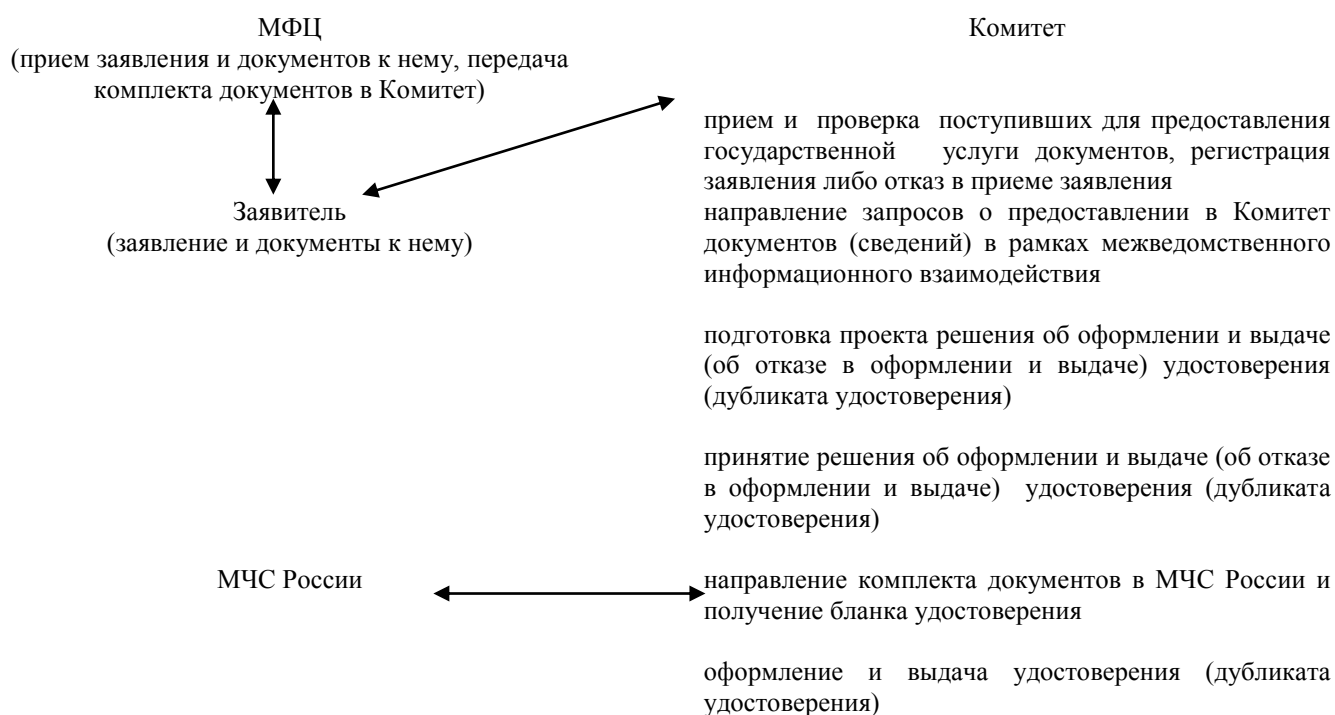 МФЦ
(прием заявления и документов к нему, передача
комплекта документов в Комитет)
Заявитель
(заявление и документы к нему)
Комитет
прием и проверка поступивших для предоставления
государственной услуги документов, регистрация
заявления либо отказ в приеме заявления
направление запросов о предоставлении в Комитет
документов (сведений) в рамках межведомственного
информационного взаимодействия
подготовка проекта решения об оформлении и выдаче
(об отказе в оформлении и выдаче) удостоверения
(дубликата удостоверения)
принятие решения об оформлении и выдаче (об отказе
в оформлении и выдаче) удостоверения (дубликата
удостоверения)
МЧС России
направление комплекта документов в МЧС России и
получение бланка удостоверения
оформление и выдача удостоверения (дубликата
удостоверения)